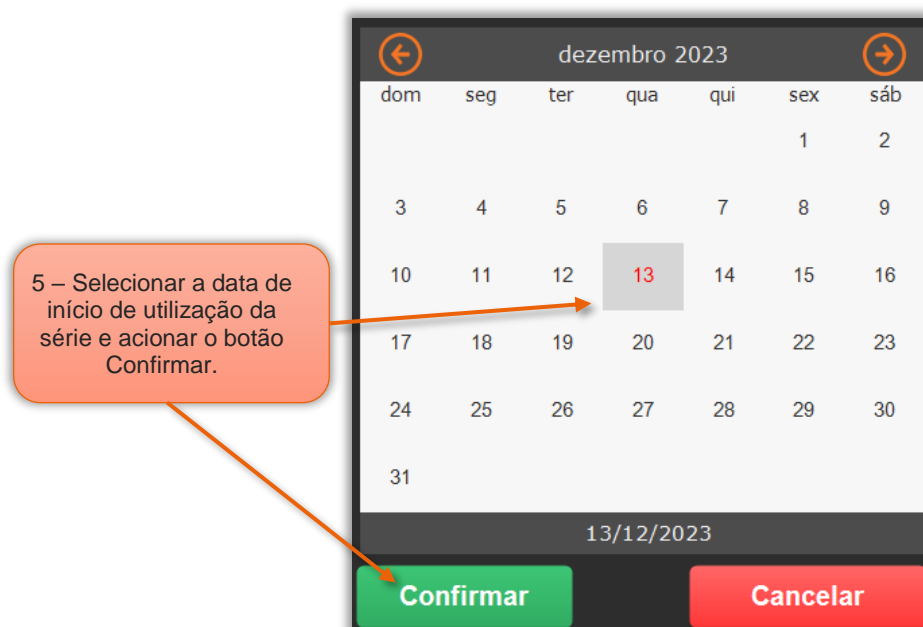 dezembro 2023
dom seg ter qua qui sex sáb
1 2
3 4 5 6 7 8 9
10 11 12 13 14 15 16
17 18 19 20 21 22 23
24 25 26 27 28 29 30
31
13/12/2023
Confirmar Cancelar
5 – Selecionar a data de
início de utilização da
série e acionar o botão
Confirmar.